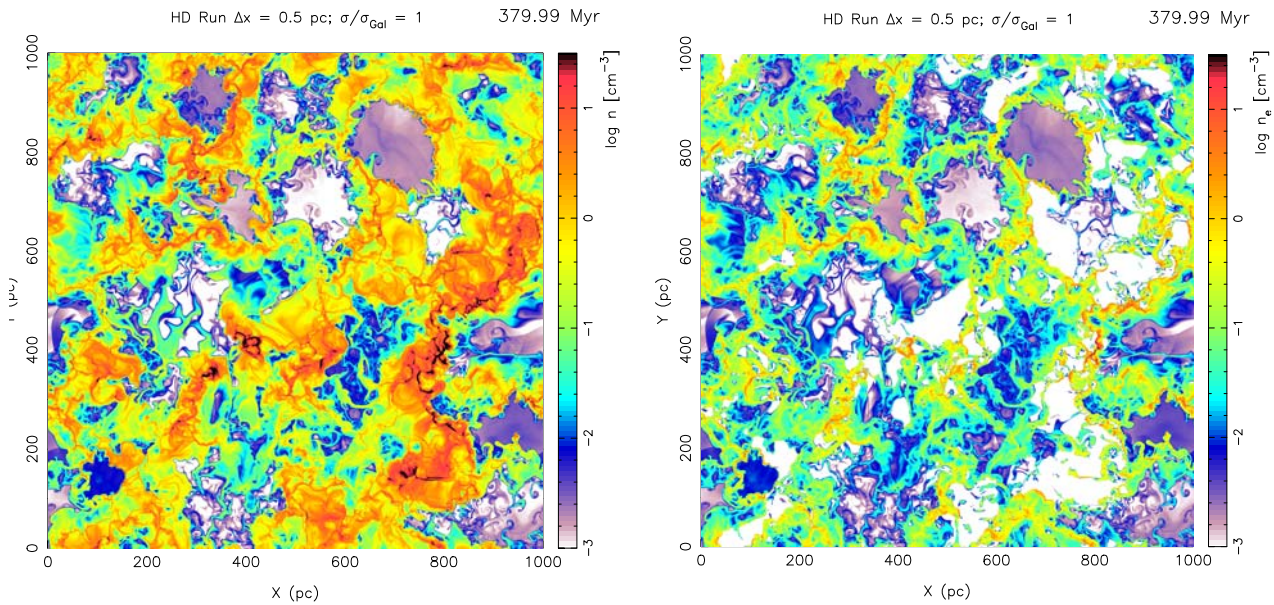 HD Run Δx = 0.5 pc; σ/σGal = 1
379.99 Myr
1000
800
600
400
200
0
0 200 400 600 800 1000
X (pc)
log n [cm−3]
1
0
−1
−2
−3
HD Run Δx = 0.5 pc; σ/σGal = 1
379.99 Myr
Y (pc)
1000
800
600
400
200
0
0 200 400 600 800 1000
X (pc)
log ne [cm−3]
1
0
−1
−2
−3